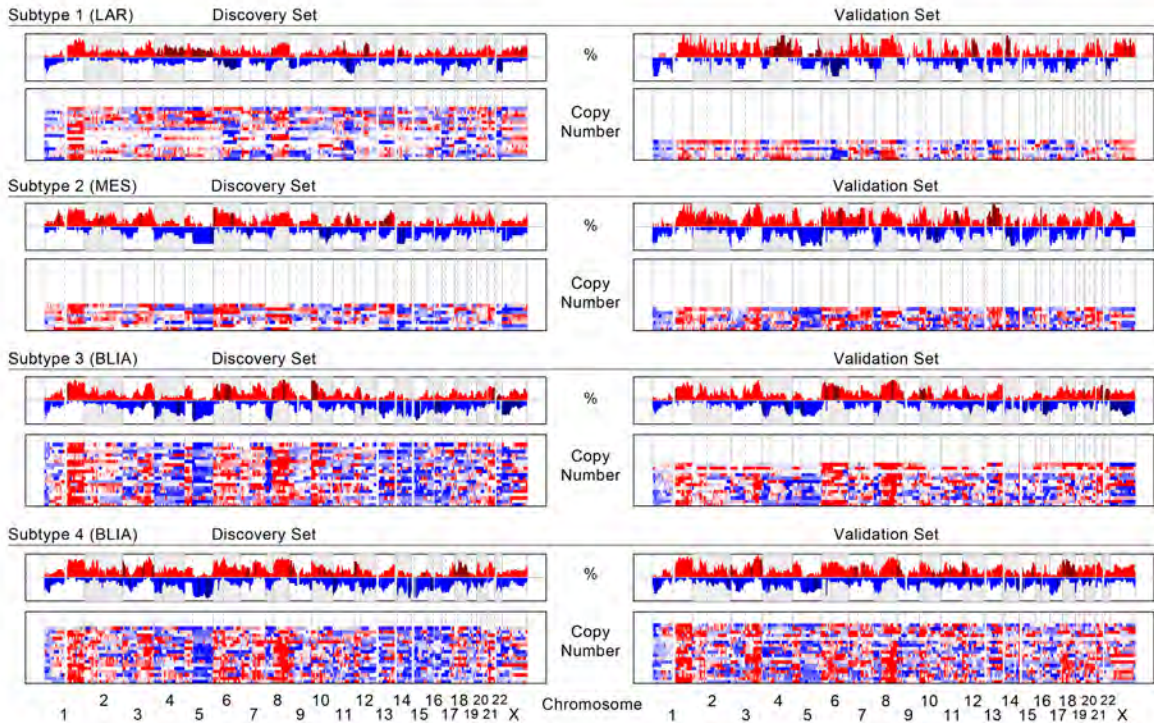 Subtype 1 (LAR) Discovery Set Validation Set
%
Copy
Number
Subtype 2 (MES) Discovery Set Validation Set
%
Copy
Number
Subtype 3 (BLIA) Discovery Set Validation Set
%
Copy
Number
Subtype 4 (BLIA) Discovery Set Validation Set
%
Copy
Number
2 4 6 8 10 12 14 16 18 20 22 Chromosome 2 4 6 8 10 12 14 16 18 20 22
1 3 5 7 9 11 13 15 17 19 21 X 1 3 5 7 9 11 13 15 17 19 21 X